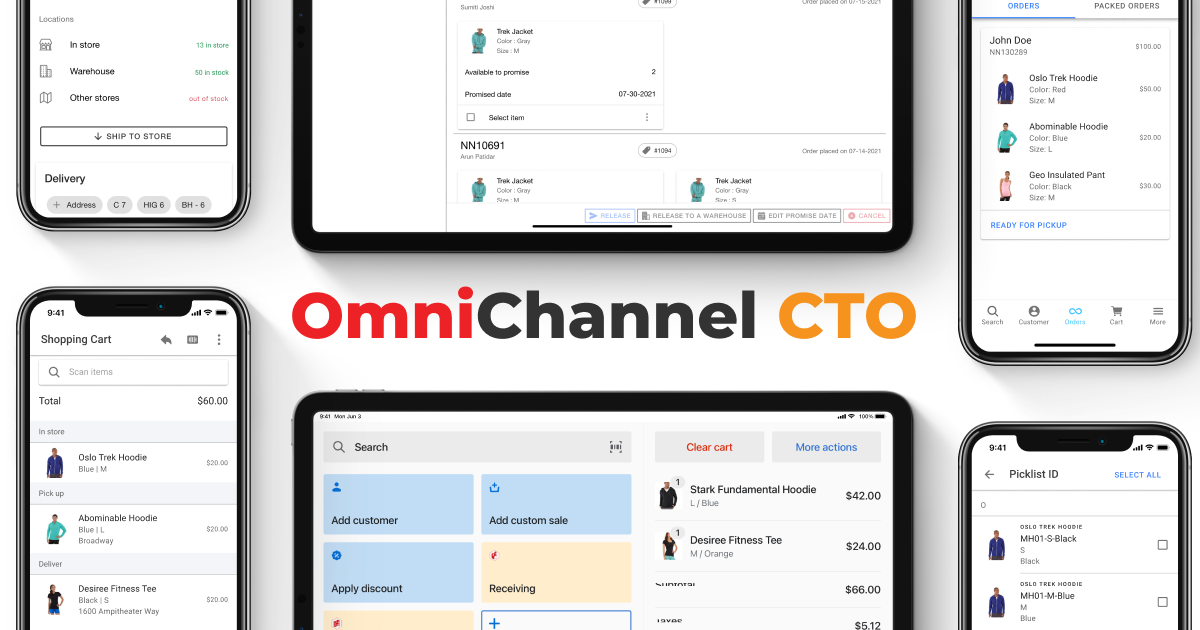 Locations
In store
13 in store
Warehouse
50 in stock
Other stores
out of stock
SHIP TO STORE
Delivery
Address
C 7
HIG 6
BH - 6
Sumiti Joshi
#1099
Order placed on 07-15-2021
Trek Jacket
Color : Gray
Size : M
Available to promise
2
Promised date
07-30-2021
Select item
NN10691
Arun Patidar
#1094
Order placed on 07-14-2021
Trek Jacket
Color : Gray
Size : M
Trek Jacket
Color : Gray
Size : S
RELEASE
RELEASE TO A WAREHOUSE
EDIT PROMISE DATE
CANCEL
ORDERS
PACKED ORDERS
John Doe
NN130289
$100.00
Oslo Trek Hoodie
Color: Red
Size: M
$50.00
Abominable Hoodie
Color: Blue
Size: L
$20.00
Geo Insulated Pant
Color: Black
Size: M
$30.00
READY FOR PICKUP
Search
Customer
Orders
Cart
More
OmniChannel CTO
9:41
Shopping Cart
Scan items
Total
$60.00
In store
Oslo Trek Hoodie
Blue | M
$20.00
Pick up
Abominable Hoodie
Blue | L
Broadway
$20.00
Deliver
Desiree Fitness Tee
Black | S
1600 Ampitheater Way
$20.00
9:41 Mon Jun 3
100%
Search
Clear cart
More actions
Add customer
Add custom sale
Apply discount
Receiving
1
Stark Fundamental Hoodie
L / Blue
$42.00
1
Desiree Fitness Tee
M / Orange
$24.00
Subtotal
$66.00
Taxes
$5.12
9:41
Picklist ID
SELECT ALL
O
OSLO TREK HOODIE
MH01-S-Black
S
Black
OSLO TREK HOODIE
MH01-M-Blue
M
Blue